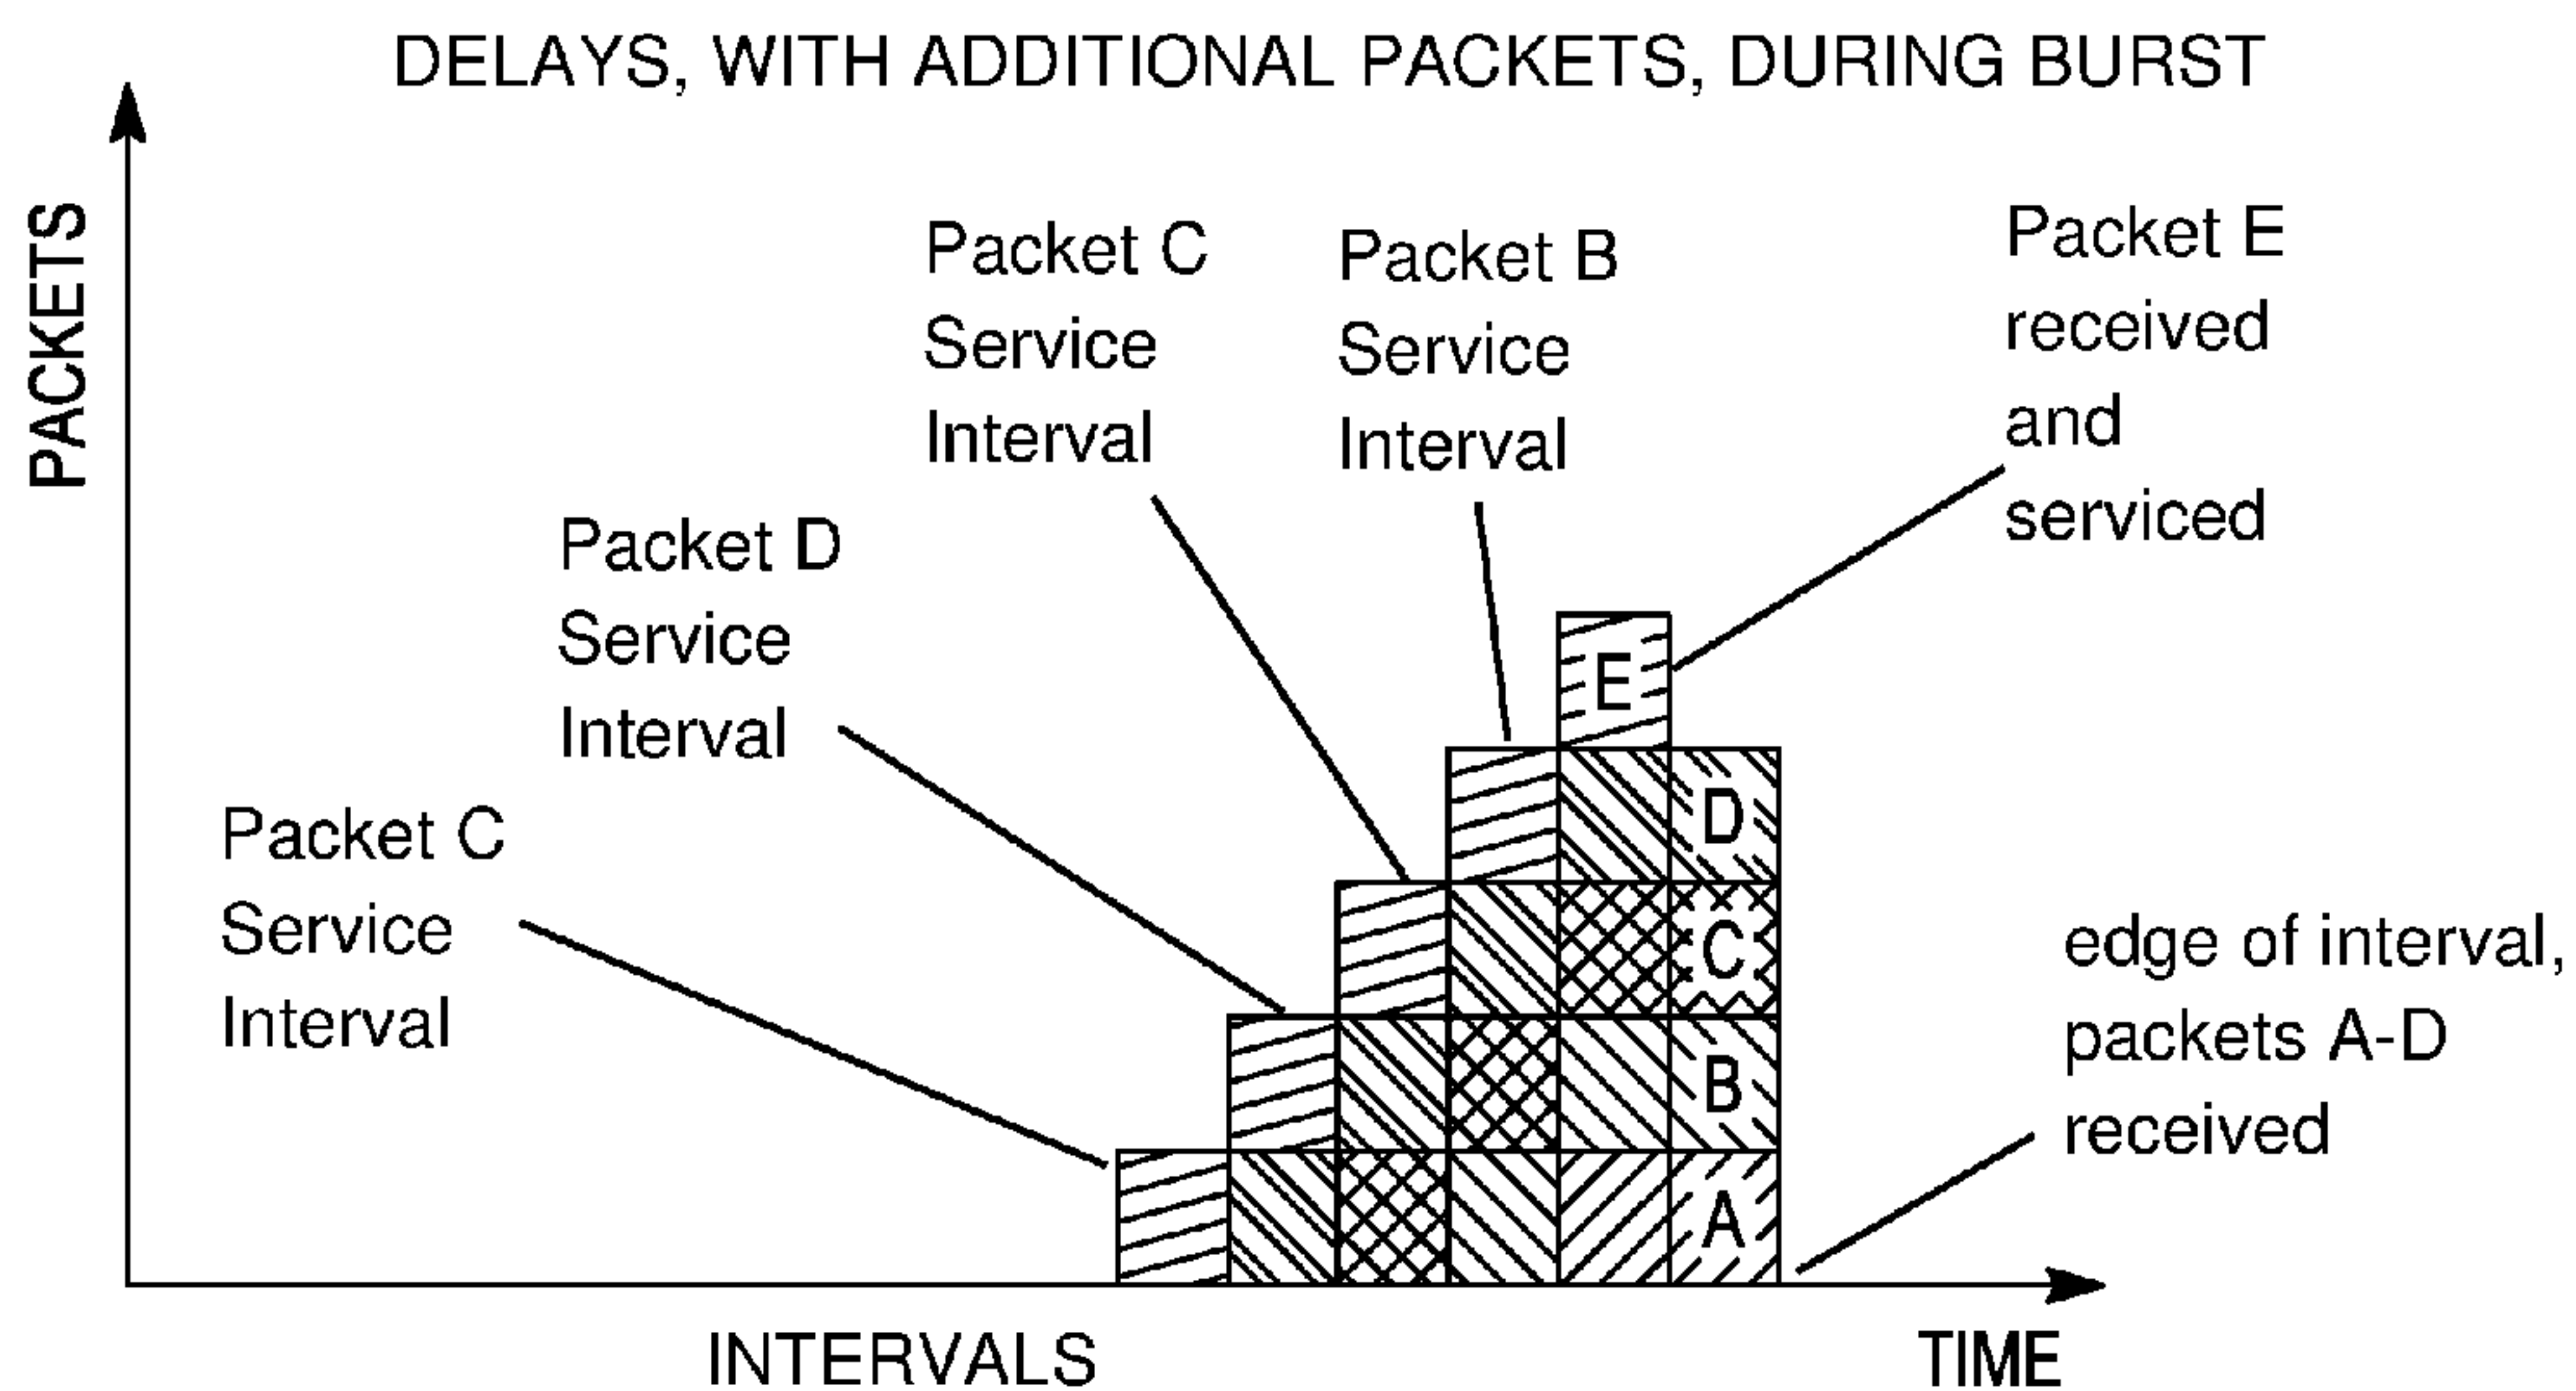 DELAYS, WITH ADDITIONAL PACKETS, DURING BURST
PACKETS
Packet C
Service
Interval
Packet D
Service
Interval
Packet C
Service
Interval
Packet B
Service
Interval
Packet E
received
and
serviced
E
D
C
B
A
edge of interval,
packets A-D
received
INTERVALS
TIME